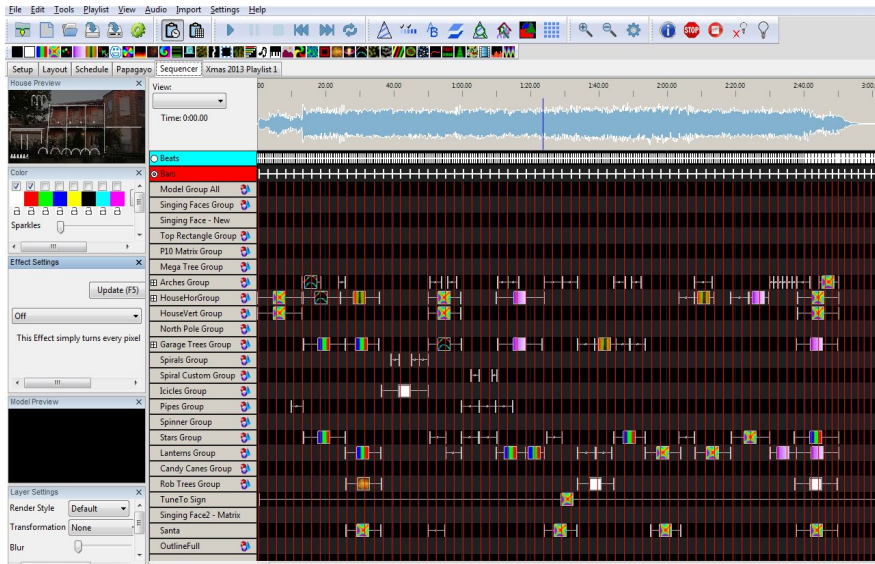 File Edit Tools Playlist View Audio Import Settings Help
Setup Layout Schedule Papagayo Sequencer Xmas 2013 Playlist 1
House Preview
View:
Time: 0:00.00
20.00 40.00 1:00.00 1:20.00 1:40.00 2:00.00 2:20.00 2:40.00
Beats
Bars
Color
Sparkles
Effect Settings
Update (F5)
Off
This Effect simply turns every pixel
Model Preview
Layer Settings
Render Style Default
Transformation None
Blur
Model Group All
Singing Faces Group
Singing Face - New
Top Rectangle Group
P10 Matrix Group
Mega Tree Group
Arches Group
HouseHorGroup
HouseVert Group
North Pole Group
Garage Trees Group
Spirals Group
Spiral Custom Group
Icicles Group
Pipes Group
Spinner Group
Stars Group
Lanterns Group
Candy Canes Group
Rob Trees Group
TuneTo Sign
Singing Face2 - Matrix
Santa
OutlineFull